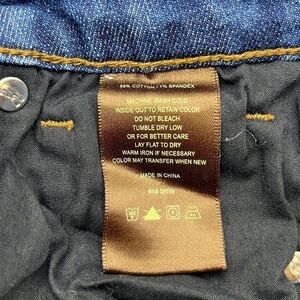 99% COTTON / 1% SPANDEX
MACHINE WASH COLD
INSIDE OUT TO RETAIN COLOR
DO NOT BLEACH
TUMBLE DRY LOW
OR FOR BETTER CARE
LAY FLAT TO DRY
WARM IRON IF NECESSARY
COLOR MAY TRANSFER WHEN NEW
MADE IN CHINA
RN#